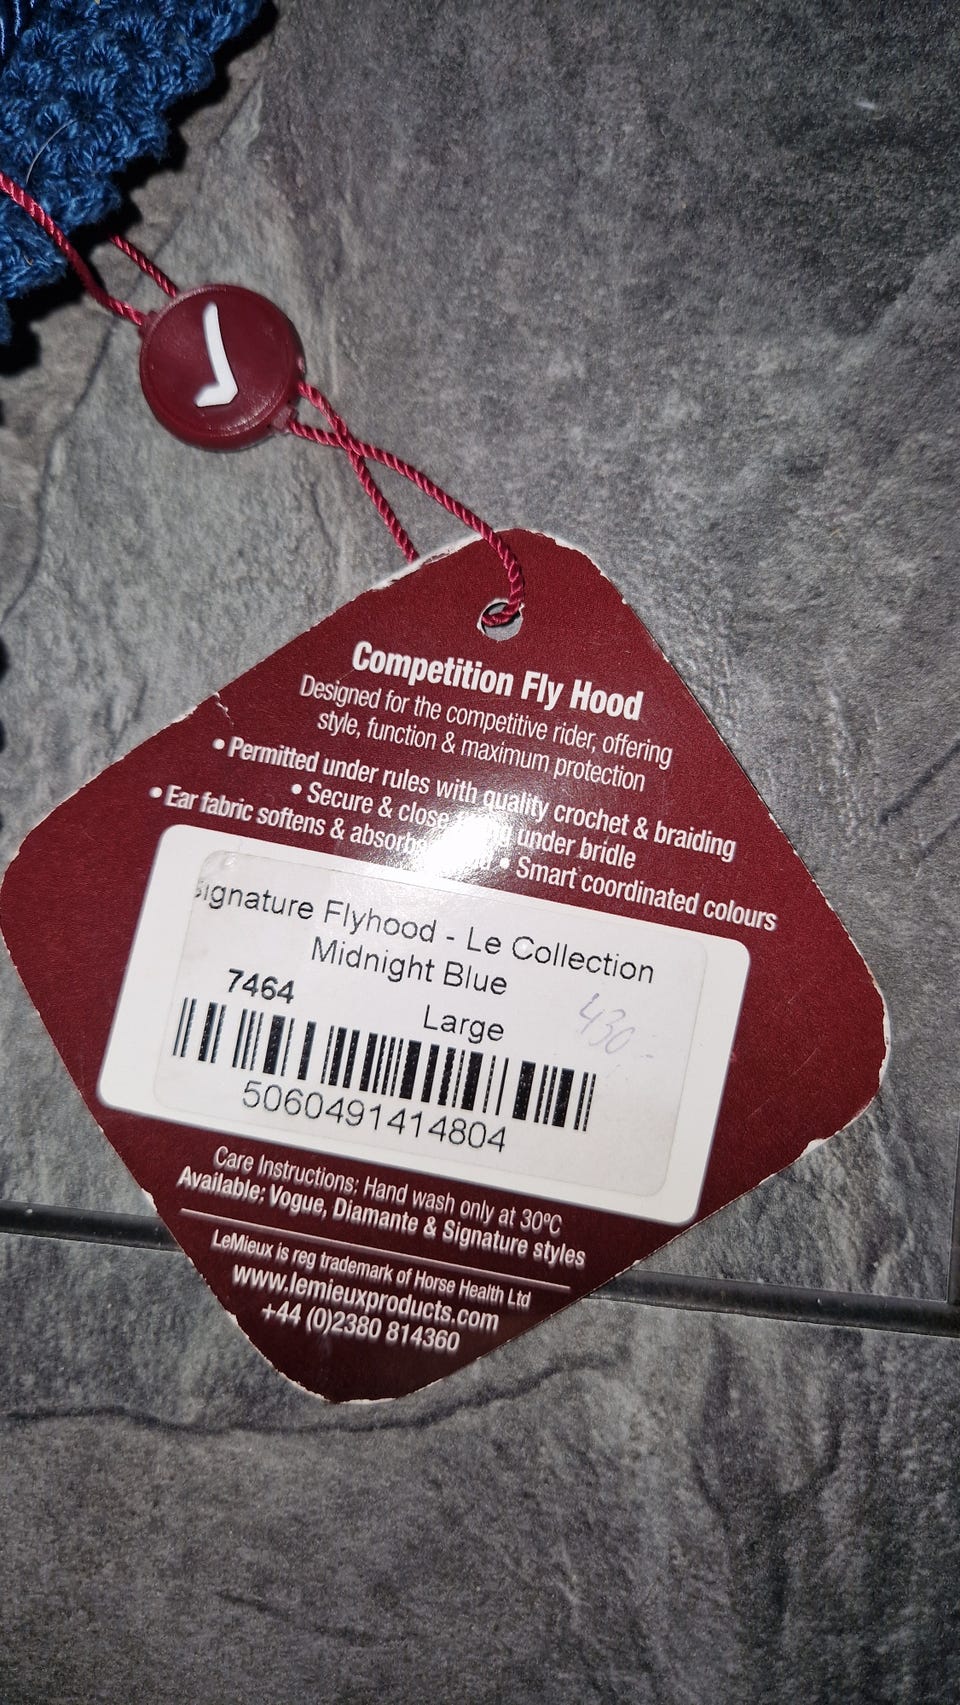 Competition Fly Hood
Designed for the competitive rider, offering
style, function & maximum protection
• Permitted under rules with quality crochet & braiding
• Secure & close under bridle
• Ear fabric softens & • Smart coordinated colours
Signature Flyhood - Le Collection
Midnight Blue
7464
Large
430-
5060491414804
Care Instructions: Hand wash only at 30ºC
Available: Vogue, Diamante & Signature styles
LeMieux is reg trademark of Horse Health Ltd
www.lemieuxproducts.com
+44 (0)2380 814360